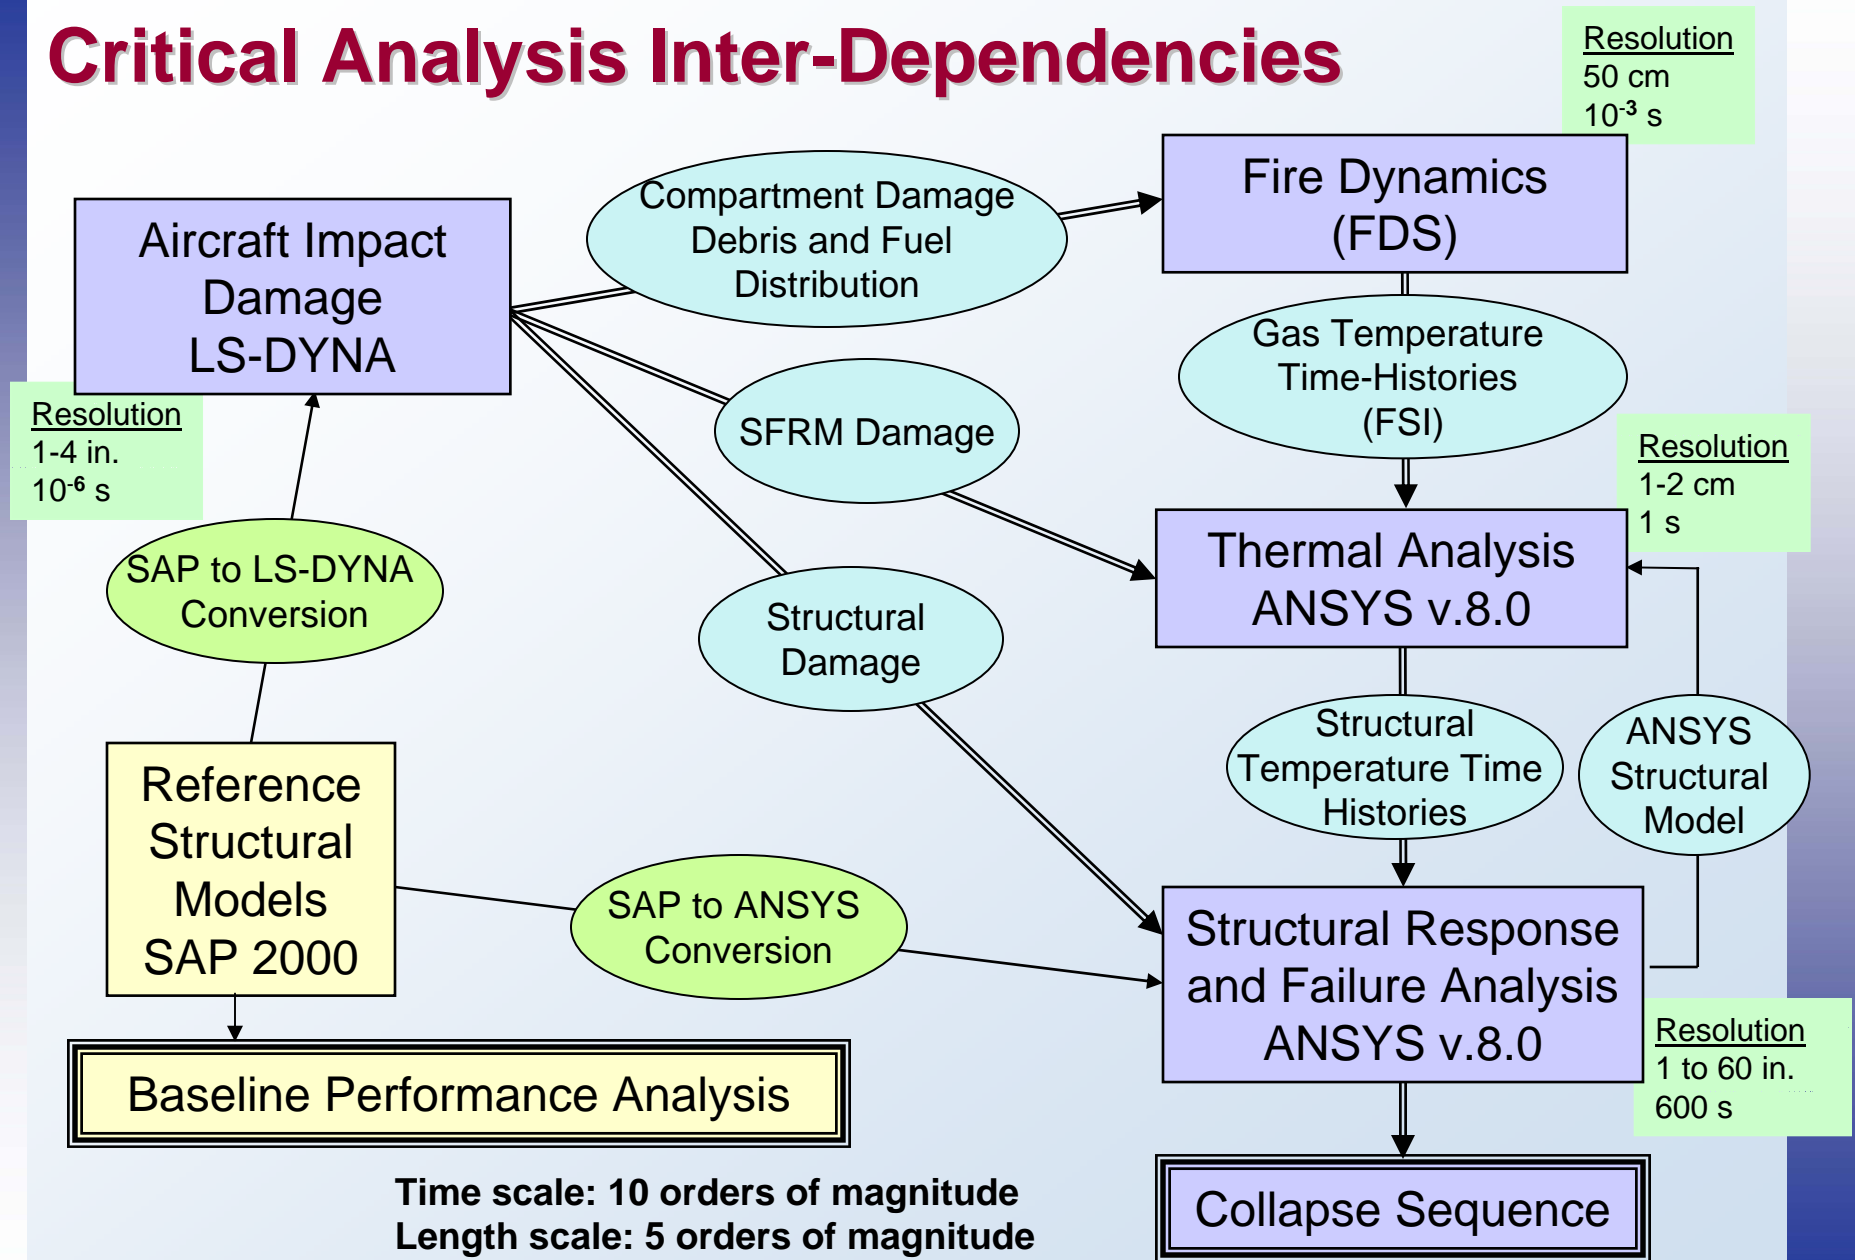 Critical Analysis Inter-Dependencies
Resolution
50 cm
10⁻³ s
Fire Dynamics
(FDS)
Compartment Damage
Debris and Fuel
Distribution
Aircraft Impact
Damage
LS-DYNA
Gas Temperature
Time-Histories
(FSI)
Resolution
1-4 in.
10⁻⁶ s
SFRM Damage
Resolution
1-2 cm
1 s
SAP to LS-DYNA
Conversion
Thermal Analysis
ANSYS v.8.0
Structural
Damage
Structural
Temperature Time
Histories
ANSYS
Structural
Model
Reference
Structural
Models
SAP 2000
SAP to ANSYS
Conversion
Structural Response
and Failure Analysis
ANSYS v.8.0
Resolution
1 to 60 in.
600 s
Baseline Performance Analysis
Time scale: 10 orders of magnitude
Length scale: 5 orders of magnitude
Collapse Sequence